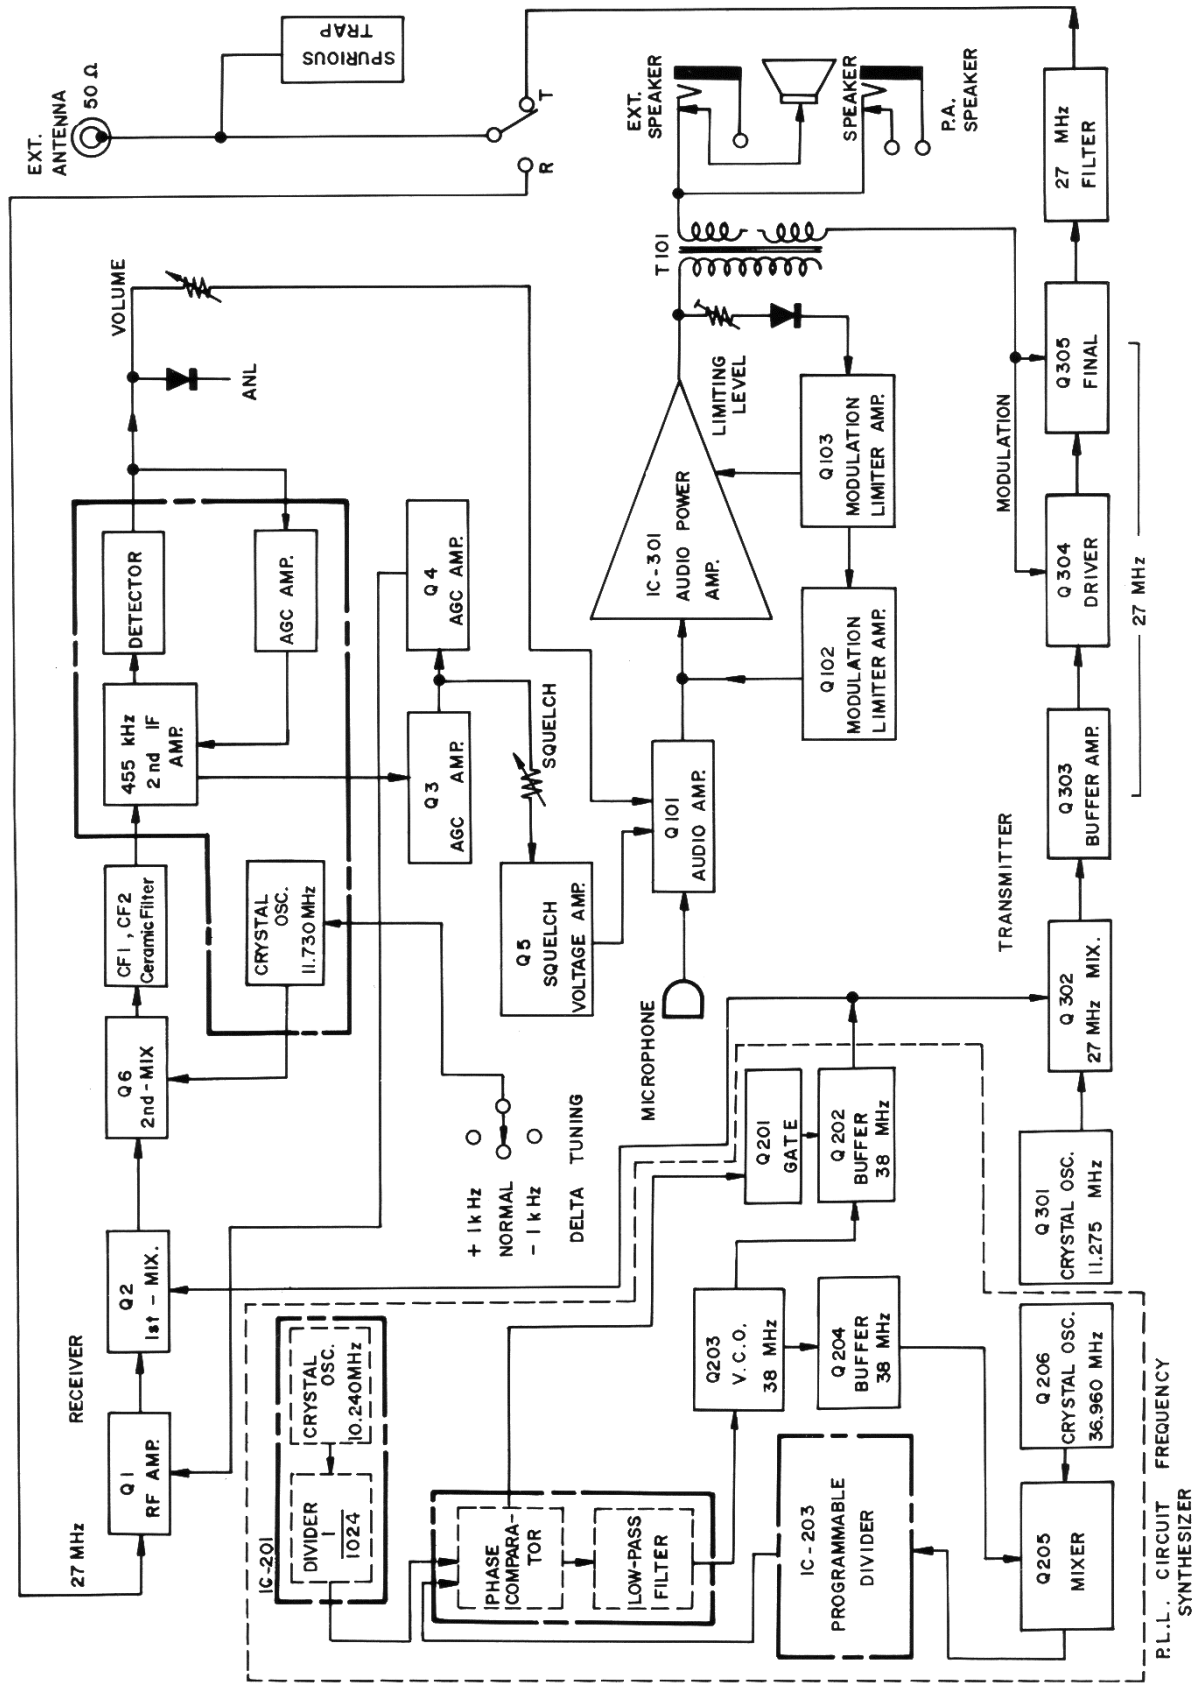 EXT.
ANTENNA
50 Ω
SPURIOUS
TRAP
T
R
27 MHz
RECEIVER
Q1
RF AMP.
Q2
1st - MIX.
Q6
2nd-MIX
CF1, CF2
Ceramic Filter
455 kHz
2nd IF
AMP.
DETECTOR
AGC AMP.
CRYSTAL
OSC.
11.730MHz
ANL
VOLUME
Q3
AGC AMP.
Q4
AGC AMP.
SQUELCH
Q5
SQUELCH
VOLTAGE AMP.
+ 1kHz
NORMAL
- 1kHz
DELTA TUNING
MICROPHONE
Q101
AUDIO AMP.
IC-301
AUDIO POWER
AMP.
LIMITING
LEVEL
Q103
MODULATION
LIMITER AMP.
Q102
MODULATION
LIMITER AMP.
T101
EXT.
SPEAKER
SPEAKER
P.A.
SPEAKER
IC-201
CRYSTAL
OSC.
10.240MHz
DIVIDER
1
1024
PHASE
COMPARA-
TOR
LOW-PASS
FILTER
IC-203
PROGRAMMABLE
DIVIDER
Q203
V.C.O.
38 MHz
Q204
BUFFER
38 MHz
Q201
GATE
Q202
BUFFER
38 MHz
Q205
MIXER
Q206
CRYSTAL OSC.
36.960 MHz
P.L.L. CIRCUIT FREQUENCY
SYNTHESIZER
TRANSMITTER
Q301
CRYSTAL OSC.
11.275 MHz
Q302
27 MHz MIX.
Q303
BUFFER AMP.
Q304
DRIVER
Q305
FINAL
27 MHz
FILTER
MODULATION
27 MHz